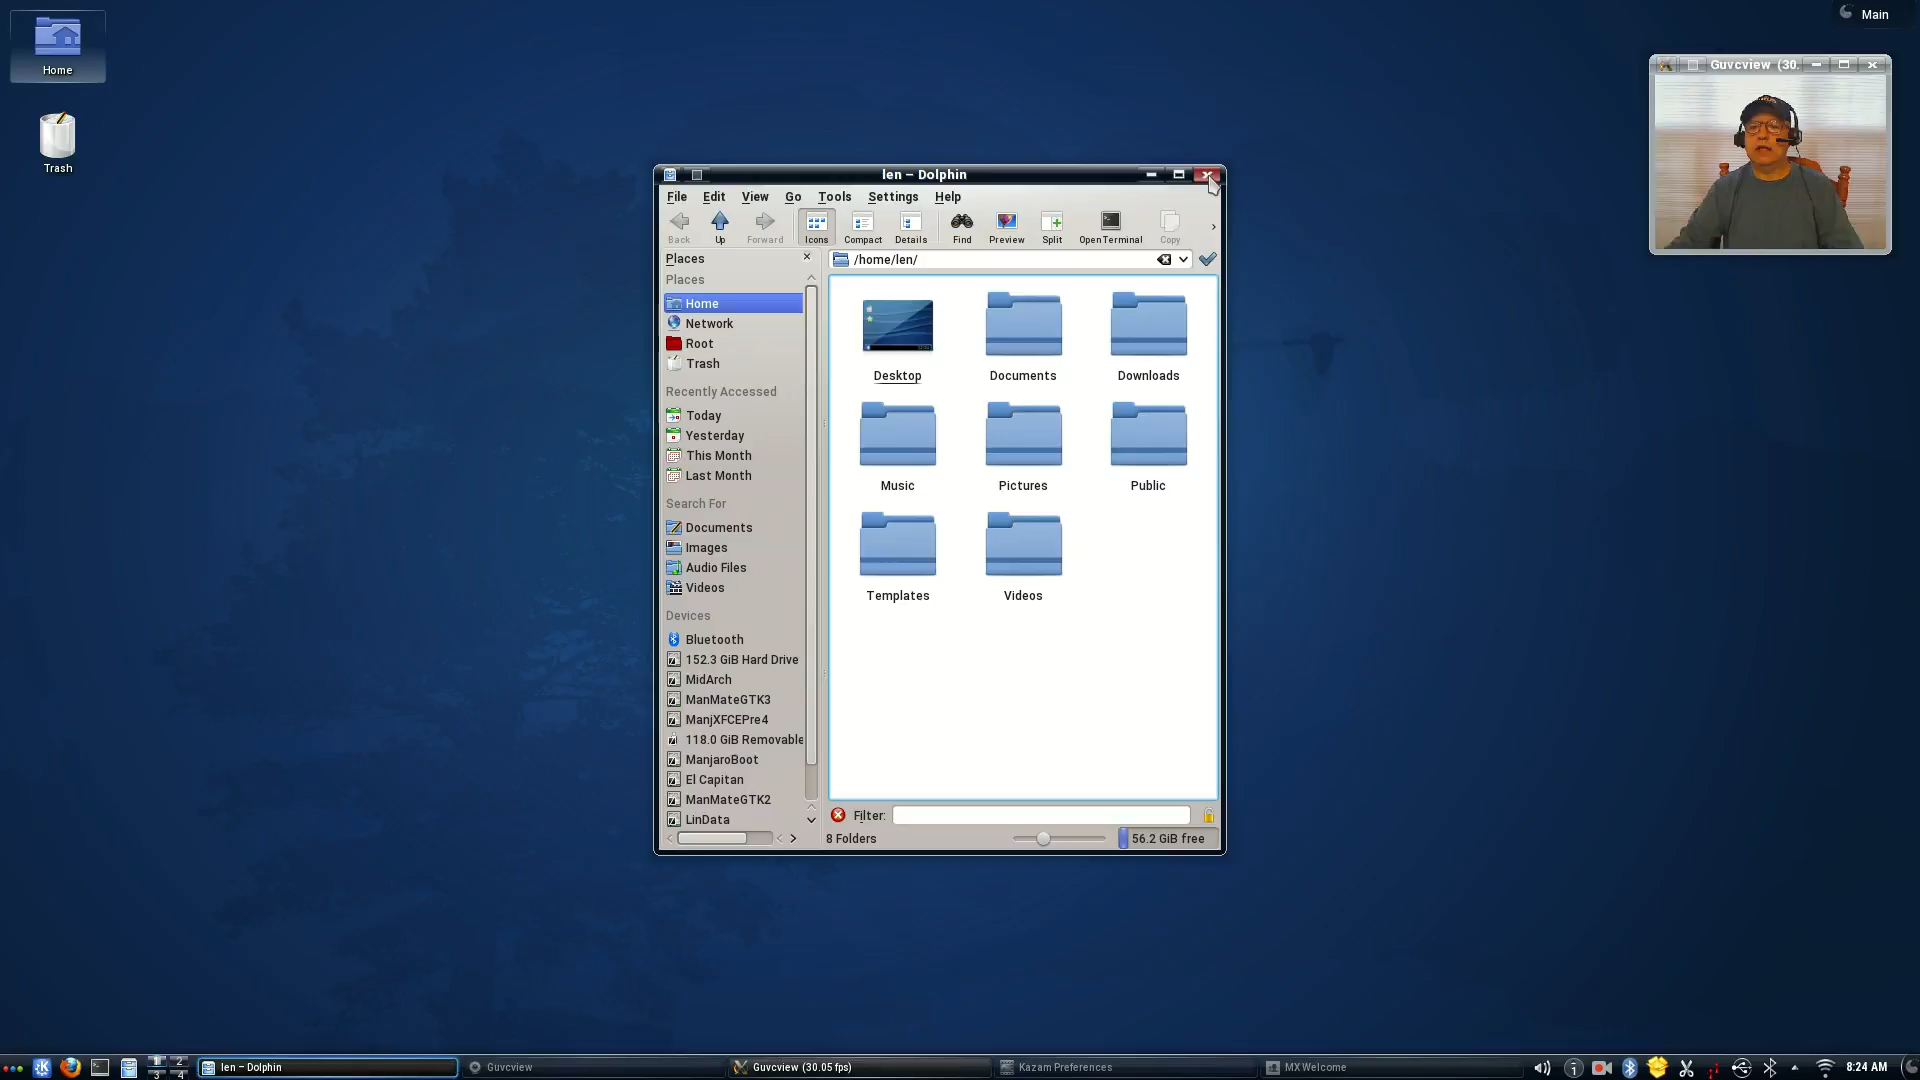 Home
Trash
Main
Guvcview (30.
len – Dolphin
File Edit View Go Tools Settings Help
Back Up Forward Icons Compact Details Find Preview Split Open Terminal Copy
Places
/home/len/
Places
Home
Network
Root
Trash
Recently Accessed
Today
Yesterday
This Month
Last Month
Search For
Documents
Images
Audio Files
Videos
Devices
Bluetooth
152.3 GiB Hard Drive
MidArch
ManMateGTK3
ManjXFCEPre4
118.0 GiB Removable
ManjaroBoot
El Capitan
ManMateGTK2
LinData
Desktop Documents Downloads
Music Pictures Public
Templates Videos
Filter:
8 Folders
56.2 GiB free
1 2
3 4
len – Dolphin
Guvcview
Guvcview (30.05 fps)
Kazam Preferences
MX Welcome
8:24 AM